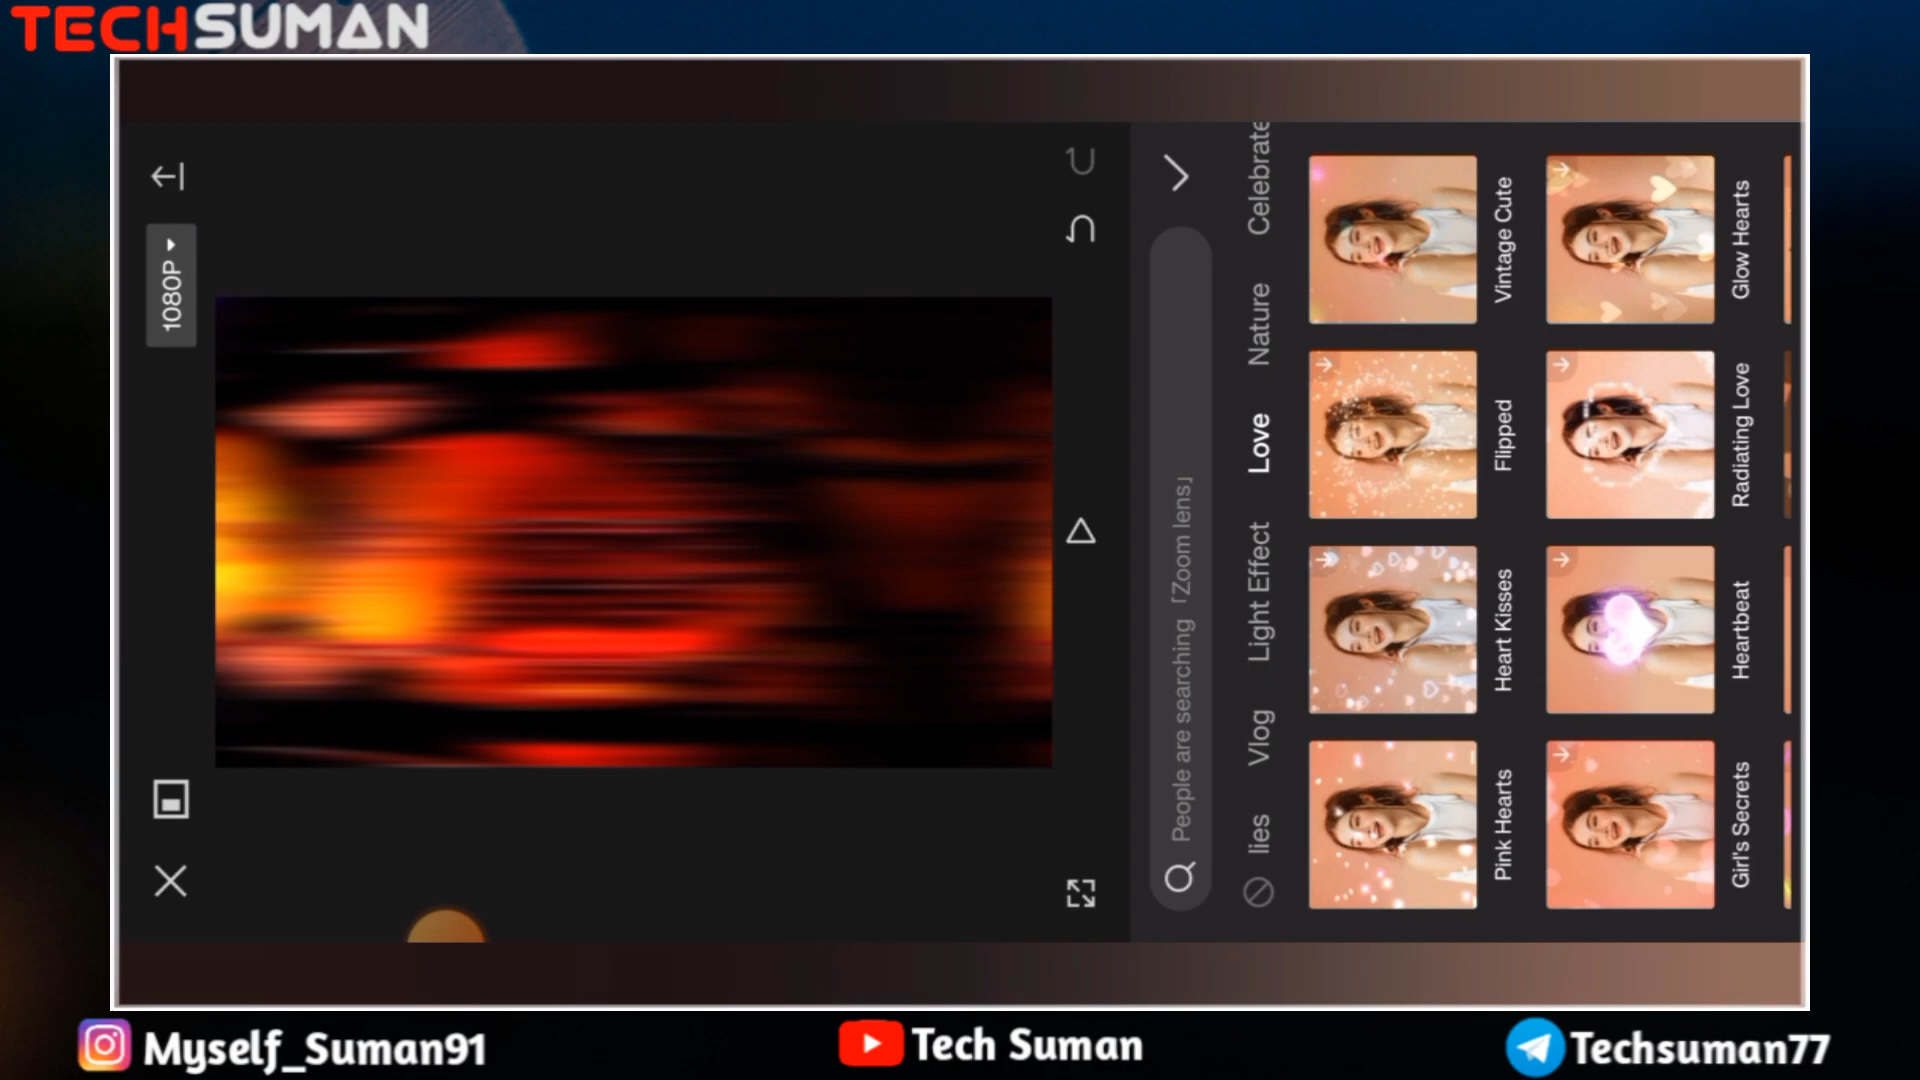 TECHSUMAN
1080P
People are searching 「Zoom lens」
lies
Vlog
Light Effect
Love
Nature
Celebrate
Pink Hearts
Heart Kisses
Flipped
Vintage Cute
Girl's Secrets
Heartbeat
Radiating Love
Glow Hearts
Myself_Suman91
Tech Suman
Techsuman77